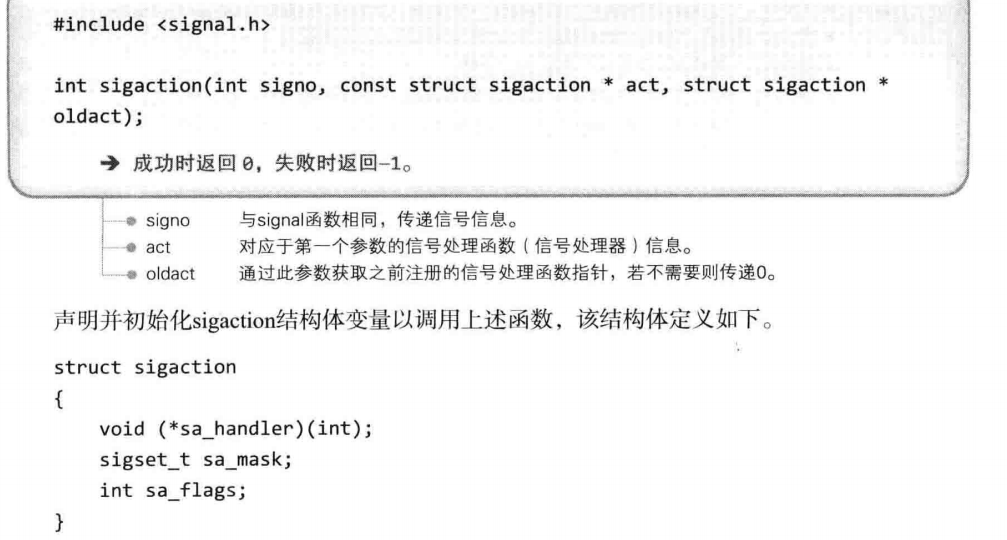 #include <signal.h>
int sigaction(int signo, const struct sigaction * act, struct sigaction *
oldact);
➔ 成功时返回 0，失败时返回-1。
signo 与signal函数相同，传递信号信息。
act 对应于第一个参数的信号处理函数（信号处理器）信息。
oldact 通过此参数获取之前注册的信号处理函数指针，若不需要则传递0。
声明并初始化sigaction结构体变量以调用上述函数，该结构体定义如下。
struct sigaction
{
    void (*sa_handler)(int);
    sigset_t sa_mask;
    int sa_flags;
}